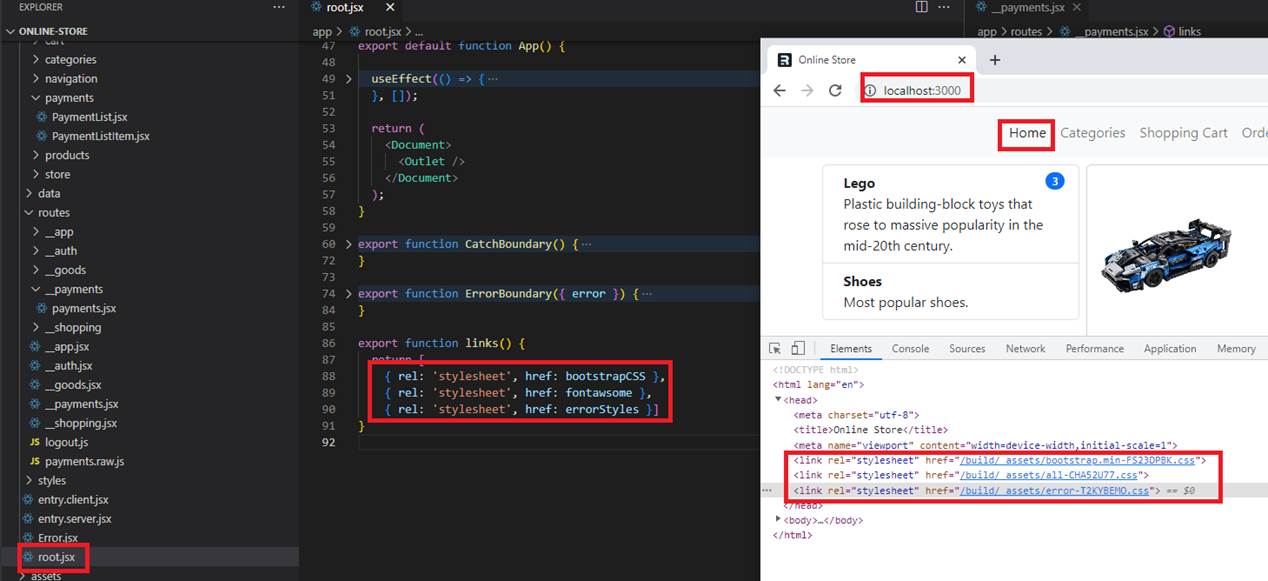 EXPLORER
ONLINE-STORE
cart
categories
navigation
payments
PaymentList.jsx
PaymentListItem.jsx
products
store
data
routes
__app
__auth
__goods
__payments
payments.jsx
__shopping
__app.jsx
__auth.jsx
__goods.jsx
__payments.jsx
__shopping.jsx
JS logout.js
JS payments.raw.js
styles
entry.client.jsx
entry.server.jsx
Error.jsx
root.jsx
assets
root.jsx
app > root.jsx > ...
47 export default function App() {
48
49 useEffect(() => { ...
51 }, []);
52
53 return (
54 <Document>
55 <Outlet />
56 </Document>
57 );
58 }
59
60 export function CatchBoundary() { ...
72 }
73
74 export function ErrorBoundary({ error }) { ...
84 }
85
86 export function links() {
87 return [
88 { rel: 'stylesheet', href: bootstrapCSS },
89 { rel: 'stylesheet', href: fontawsome },
90 { rel: 'stylesheet', href: errorStyles }]
91 }
92
__payments.jsx
app > routes > __payments.jsx > links
Online Store
localhost:3000
Home Categories Shopping Cart Orde
Lego 3
Plastic building-block toys that
rose to massive popularity in the
mid-20th century.
Shoes
Most popular shoes.
Elements Console Sources Network Performance Application Memory
<!DOCTYPE html>
<html lang="en">
<head>
<meta charset="utf-8">
<title>Online Store</title>
<meta name="viewport" content="width=device-width,initial-scale=1">
<link rel="stylesheet" href="/build/_assets/bootstrap.min-FS23DPBK.css">
<link rel="stylesheet" href="/build/_assets/all-CHA52U77.css">
<link rel="stylesheet" href="/build/_assets/error-T2KYBEMO.css"> == $0
</head>
<body>…</body>
</html>